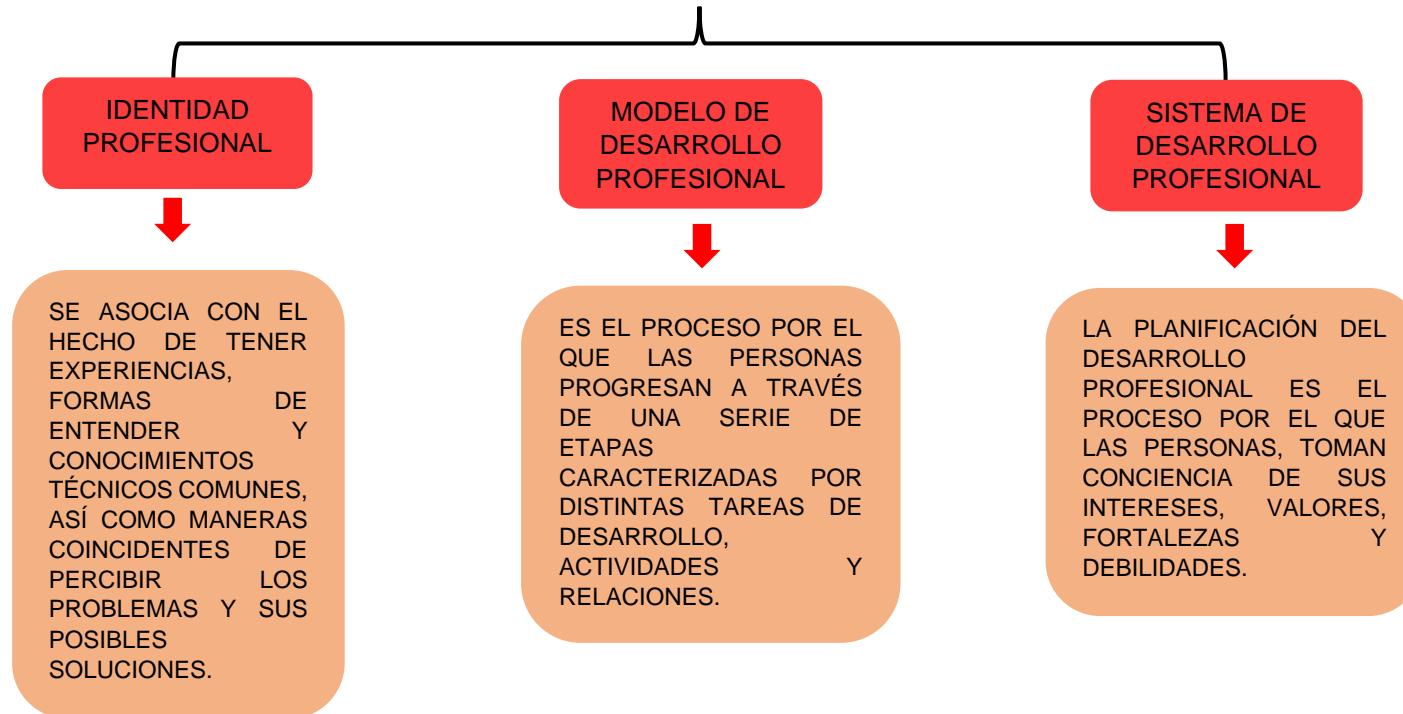 IDENTIDAD
PROFESIONAL
SE ASOCIA CON EL
HECHO DE TENER
EXPERIENCIAS,
FORMAS DE
ENTENDER Y
CONOCIMIENTOS
TÉCNICOS COMUNES,
ASÍ COMO MANERAS
COINCIDENTES DE
PERCIBIR LOS
PROBLEMAS Y SUS
POSIBLES
SOLUCIONES.
MODELO DE
DESARROLLO
PROFESIONAL
ES EL PROCESO POR EL
QUE LAS PERSONAS
PROGRESAN A TRAVÉS
DE UNA SERIE DE
ETAPAS
CARACTERIZADAS POR
DISTINTAS TAREAS DE
DESARROLLO,
ACTIVIDADES Y
RELACIONES.
SISTEMA DE
DESARROLLO
PROFESIONAL
LA PLANIFICACIÓN DEL
DESARROLLO
PROFESIONAL ES EL
PROCESO POR EL QUE
LAS PERSONAS, TOMAN
CONCIENCIA DE SUS
INTERESES, VALORES,
FORTALEZAS Y
DEBILIDADES.